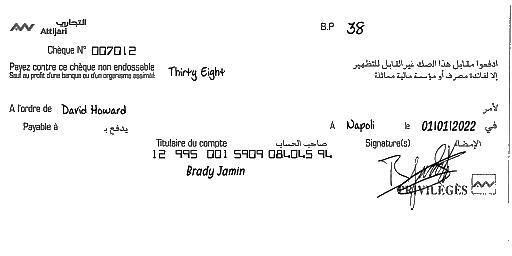 التجاري
Attijari
B.P 38
Chèque N° 007012
Payez contre ce chèque non endossable
Sauf au profit d'une banque ou d'un organisme assimilé
Thirty Eight
ادفعوا مقابل هذا الصك غير القابل للتظهير
إلا لفائدة مصرف أو مؤسسة مالية مماثلة
A l'ordre de David Howard لأمر
Payable à يدفع بـ A Napoli le 01/01/2022 في
Titulaire du compte صاحب الحساب Signature(s) الإمضاء
12 995 001 5909 084045 94
Brady Jamin
PRIVILÈGES